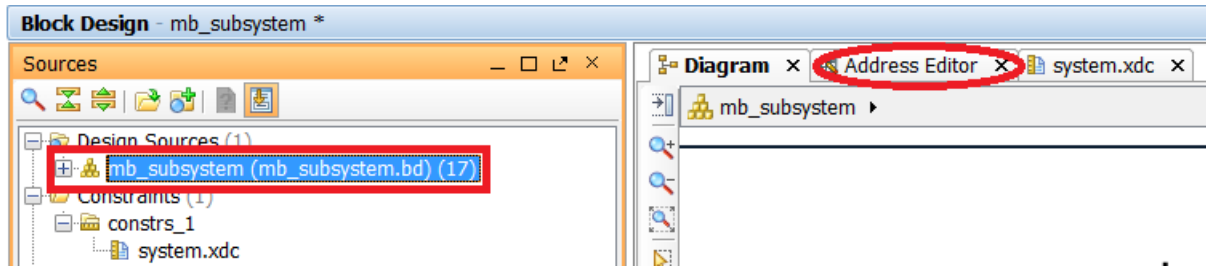 Block Design - mb_subsystem *
Sources
Design Sources (1)
mb_subsystem (mb_subsystem.bd) (17)
Constraints (1)
constrs_1
system.xdc
Diagram
Address Editor
system.xdc
mb_subsystem